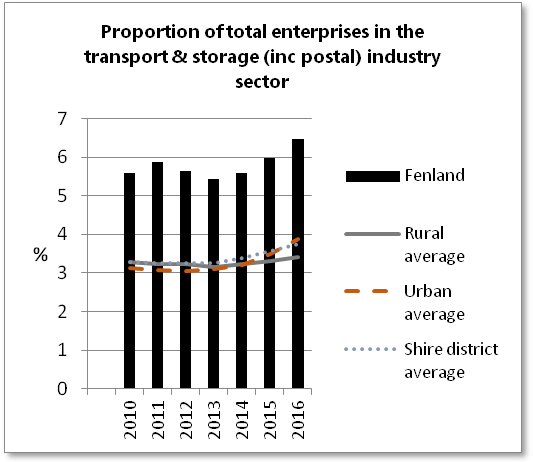 Proportion of total enterprises in the
transport & storage (inc postal) industry
sector
7
6
5
4
3
2
1
0
%
2010
2011
2012
2013
2014
2015
2016
Fenland
Rural
average
Urban
average
Shire district
average